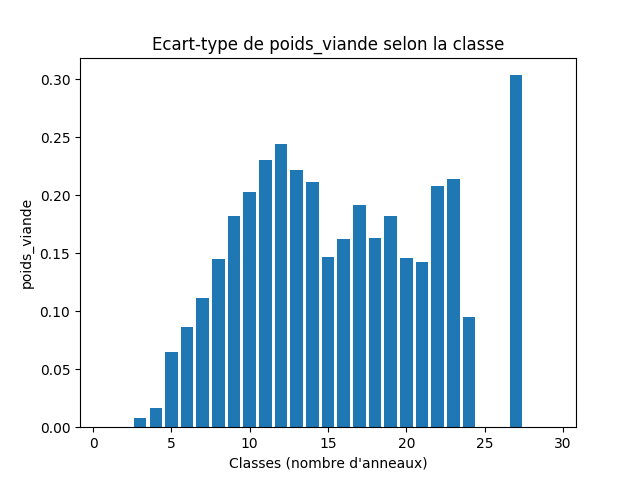 Ecart-type de poids_viande selon la classe
0.30
0.25
0.20
0.15
0.10
0.05
0.00
poids_viande
0 5 10 15 20 25 30
Classes (nombre d'anneaux)